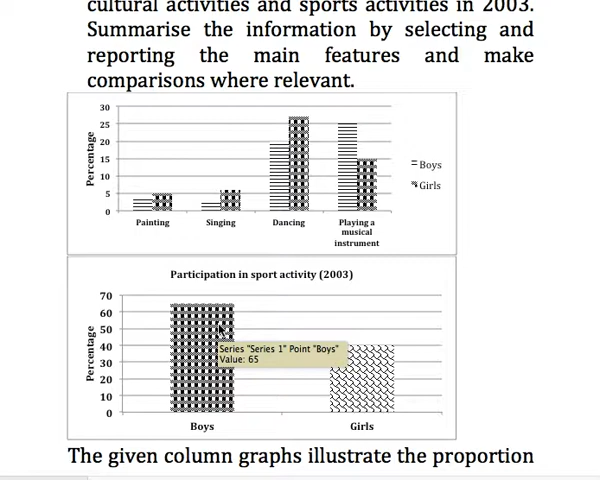 cultural activities and sports activities in 2003.
Summarise the information by selecting and
reporting the main features and make
comparisons where relevant.
30
25
20
15
10
5
0
Percentage
Painting
Singing
Dancing
Playing a
musical
instrument
Boys
Girls
Participation in sport activity (2003)
70
60
50
40
30
20
10
0
Percentage
Series "Series 1" Point "Boys"
Value: 65
Boys
Girls
The given column graphs illustrate the proportion